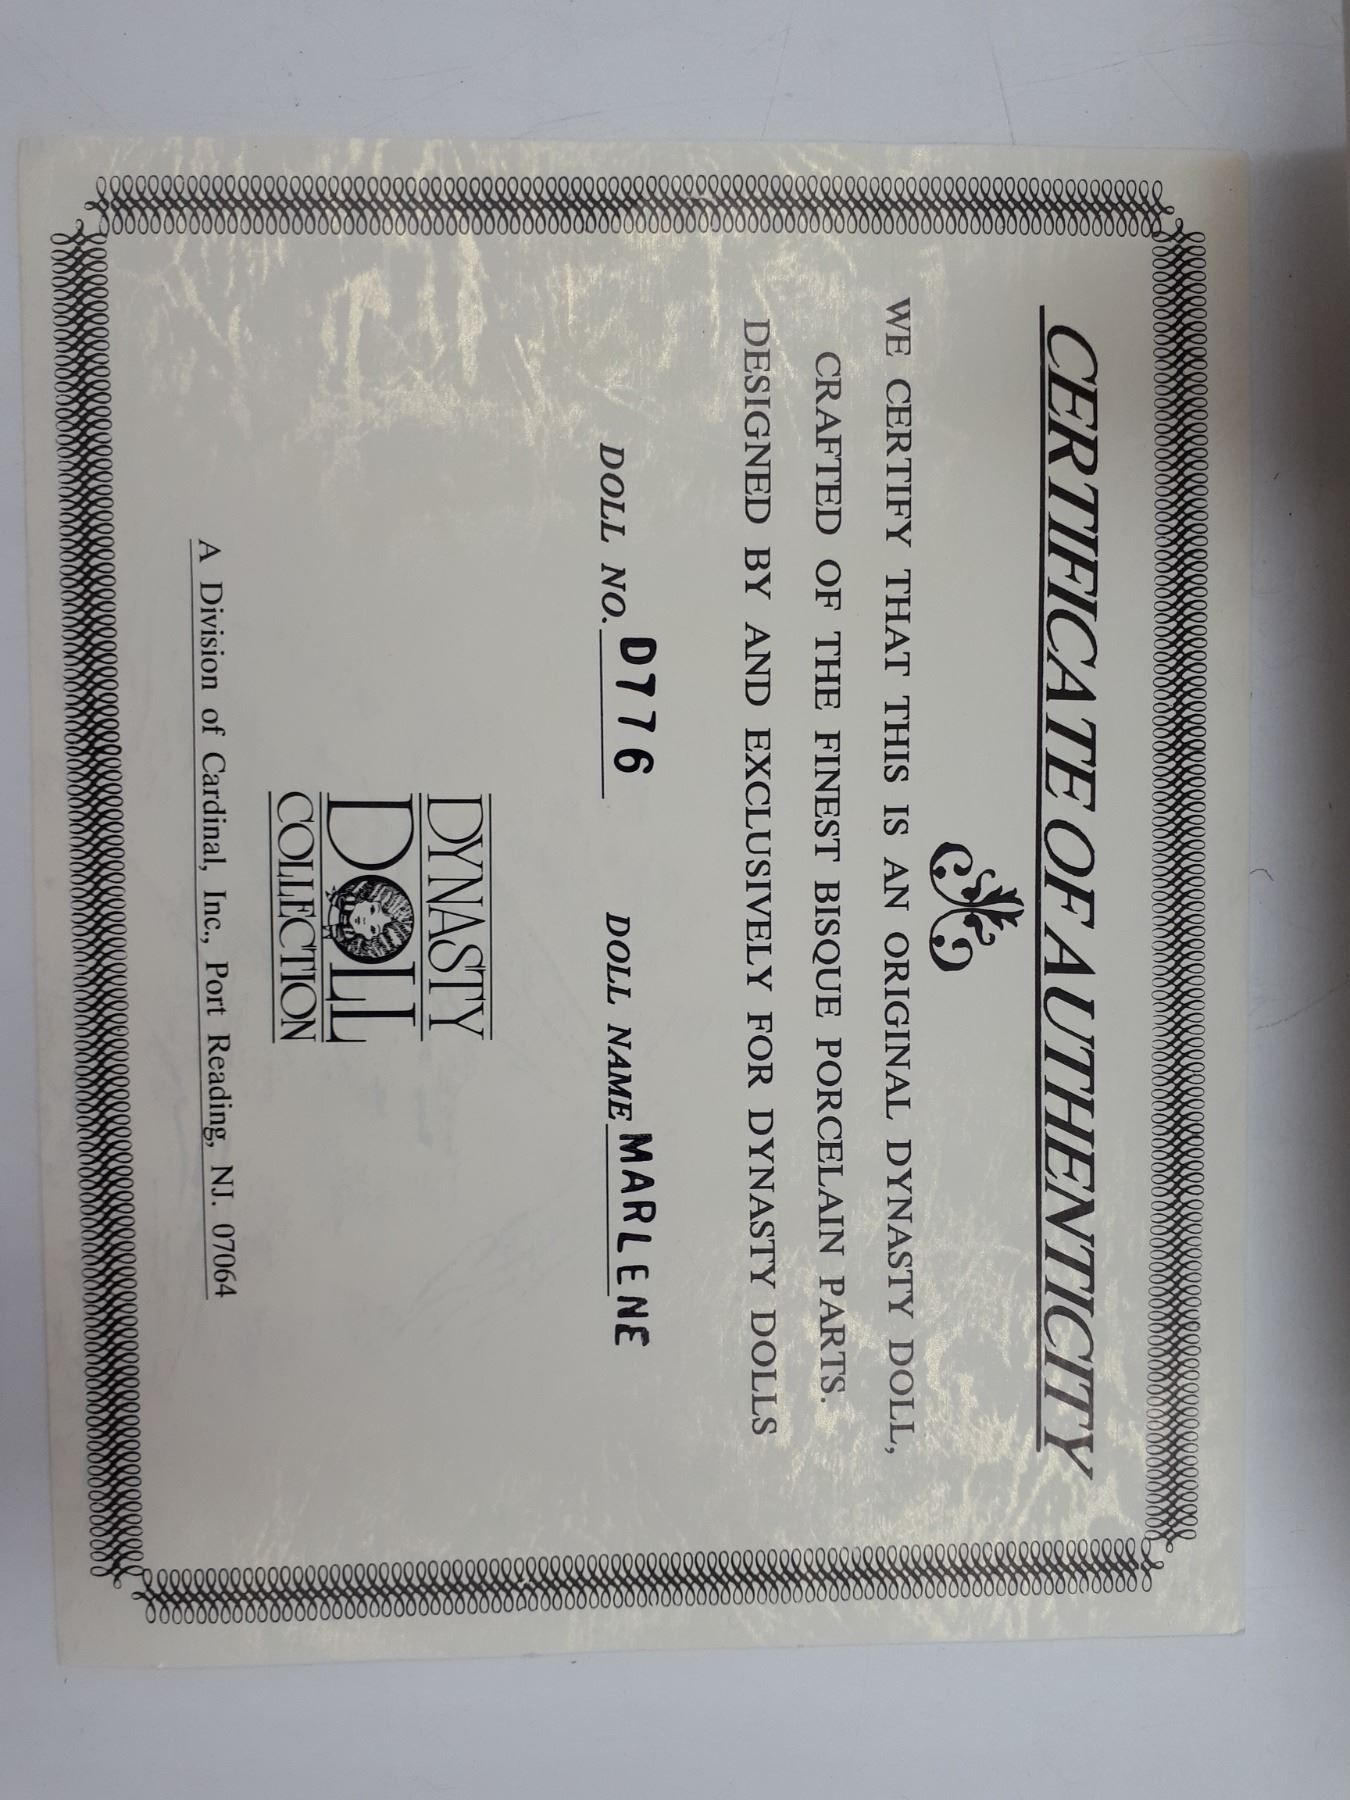 CERTIFICATE OF AUTHENTICITY
WE CERTIFY THAT THIS IS AN ORIGINAL DYNASTY DOLL,
CRAFTED OF THE FINEST BISQUE PORCELAIN PARTS.
DESIGNED BY AND EXCLUSIVELY FOR DYNASTY DOLLS
DOLL NO. D776 DOLL NAME MARLENE
DYNASTY
DOLL
COLLECTION
A Division of Cardinal, Inc., Port Reading, NJ. 07064